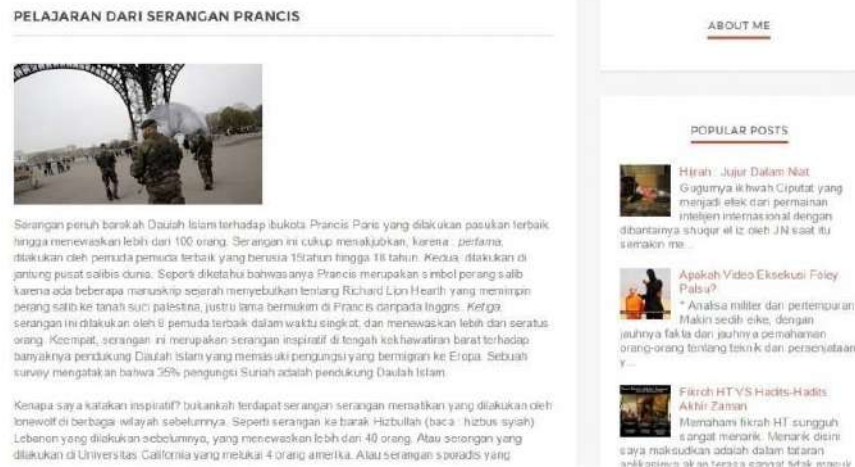 PELAJARAN DARI SERANGAN PRANCIS
Serangan penuh barokah Daulah Islam terhadap ibukota Prancis Paris yang dilakukan pasukan terbaik
hingga menewaskan lebih dari 100 orang. Serangan ini cukup menakjubkan, karena : pertama,
dilakukan oleh pemuda pemuda terbaik yang berusia 15tahun hingga 18 tahun. Kedua, dilakukan di
jantung pusat salibis dunia. Seperti diketahui bahwasanya Prancis merupakan simbol perang salib
karena ada beberapa manuskrip sejarah menyebutkan tentang Richard Lion Hearth yang memimpin
perang salib ke tanah suci palestina, justru lama bermukim di Prancis daripada Inggris. Ketiga,
serangan ini dilakukan oleh 8 pemuda terbaik dalam waktu singkat, dan menewaskan lebih dari seratus
orang. Keempat, serangan ini merupakan serangan inspiratif di tengah kekhawatiran barat terhadap
banyaknya pendukung Daulah Islam yang memasuki pengungsi yang bermigran ke Eropa. Sebuah
survey mengatakan bahwa 35% pengungsi Suriah adalah pendukung Daulah Islam.
Kenapa saya katakan inspiratif? bukankah terdapat serangan serangan mematikan yang dilakukan oleh
lonewolf di berbagai wilayah sebelumnya. Seperti serangan ke barak Hizbullah (baca : hizbus syiah)
Lebanon yang dilakukan sebelumnya, yang menewaskan lebih dari 40 orang. Atau serangan yang
dilakukan di Universitas California yang melukai 4 orang amerika. Atau serangan sporadis yang
ABOUT ME
POPULAR POSTS
Hijrah : Jujur Dalam Niat
Gugurnya ikhwah Ciputat yang
menjadi efek dari permainan
intelijen internasional dengan
dibantainya shuqur el iz oleh JN saat itu
semakin me...
Apakah Video Eksekusi Foley
Palsu?
* Analisa militer dan pertempuran
Makin sedih eike, dengan
jauhnya fakta dan jauhnya pemahaman
orang-orang tentang teknik dan persenjataan
y...
Fikroh HT VS Hadits-Hadits
Akhir Zaman
Memahami fikrah HT sungguh
sangat menarik. Menarik disini
saya maksudkan adalah dalam tataran
aplikasinya akan terasa sangat tidak masuk